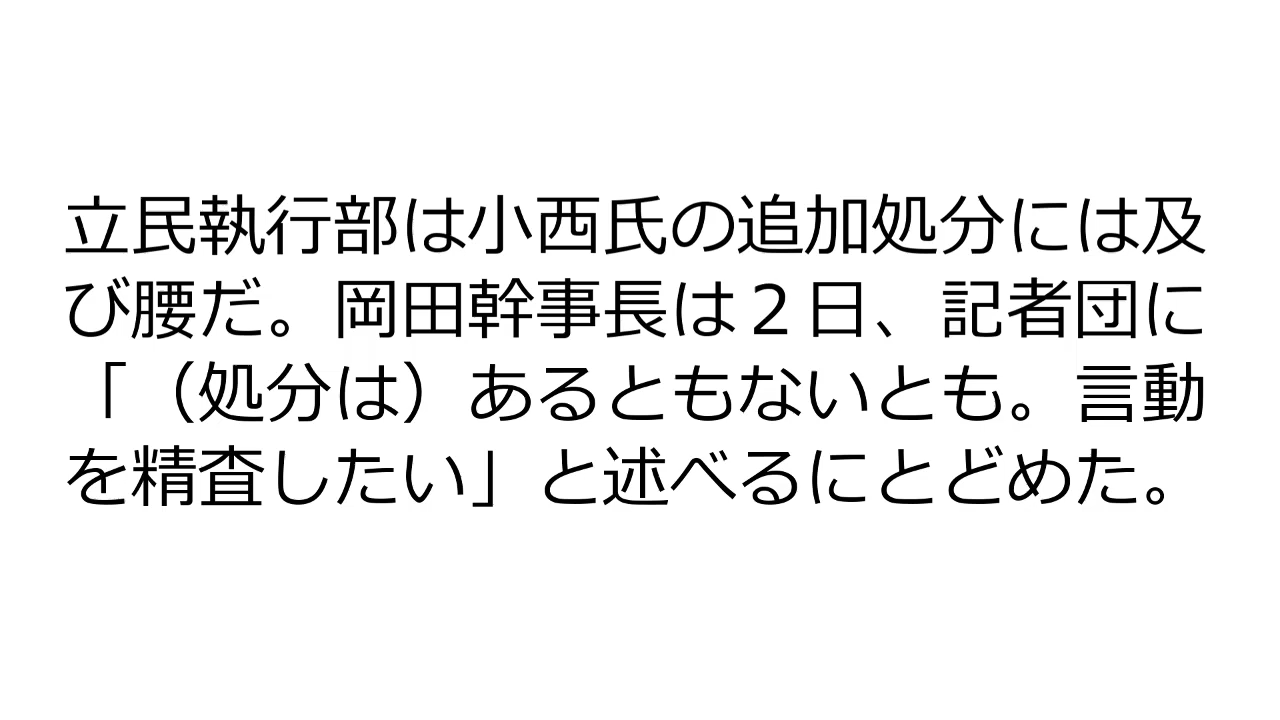 立民執行部は小西氏の追加処分には及
び腰だ。岡田幹事長は２日、記者団に
「（処分は）あるともないとも。言動
を精査したい」と述べるにとどめた。